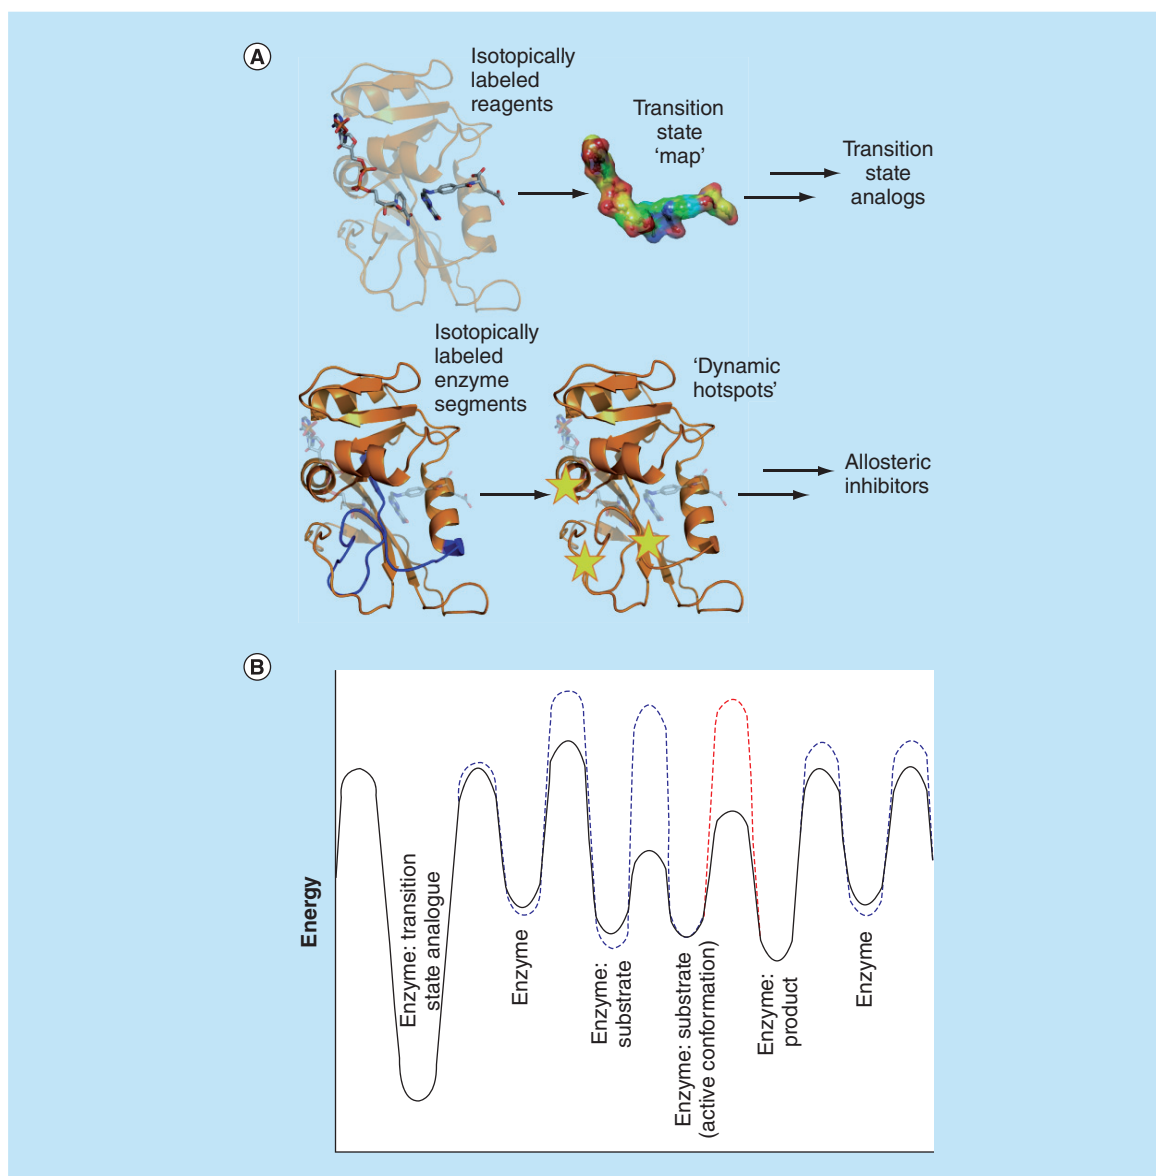 A
Isotopically
labeled
reagents
Transition
state
‘map’
Transition
state
analogs
Isotopically
labeled
enzyme
segments
‘Dynamic
hotspots’
Allosteric
inhibitors
B
Energy
Enzyme: transition
state analogue
Enzyme
Enzyme:
substrate
Enzyme: substrate
(active conformation)
Enzyme:
product
Enzyme